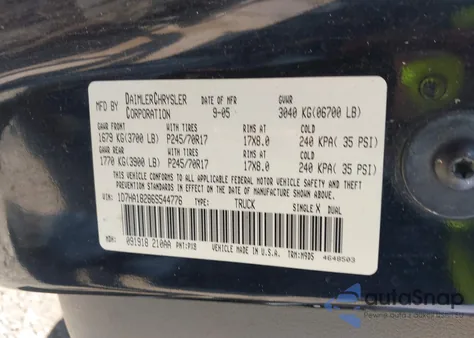 MFD BY DAIMLERCHRYSLER CORPORATION DATE OF MFR 9-05 GVWR 3040 KG(06700 LB)
GAWR FRONT WITH TIRES RIMS AT COLD
1679 KG(3700 LB) P245/70R17 17X8.0 240 KPA( 35 PSI)
GAWR REAR WITH TIRES RIMS AT COLD
1770 KG(3900 LB) P245/70R17 17X8.0 240 KPA( 35 PSI)
THIS VEHICLE CONFORMS TO ALL APPLICABLE FEDERAL MOTOR VEHICLE SAFETY AND
THEFT PREVENTION STANDARDS IN EFFECT ON THE DATE OF MANUFACTURE SHOWN ABOVE.
VIN: 1D7HA18286S544776 TYPE: TRUCK SINGLE X DUAL
MDH: 091918 210AA PNT: PX8 VEHICLE MADE IN U.S.A. TRM: M9DS 4648503
autoSnap